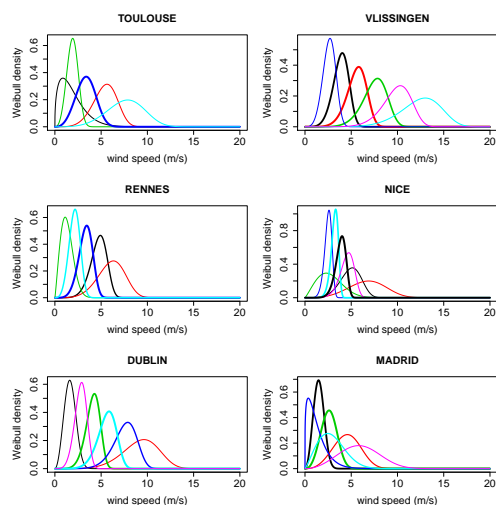 TOULOUSE
Weibull density
0.0 0.2 0.4 0.6
0 5 10 15 20
wind speed (m/s)
VLISSINGEN
Weibull density
0.0 0.2 0.4 0.6
0 5 10 15 20
wind speed (m/s)
RENNES
Weibull density
0.0 0.2 0.4 0.6
0 5 10 15 20
wind speed (m/s)
NICE
Weibull density
0.0 0.4 0.8
0 5 10 15 20
wind speed (m/s)
DUBLIN
Weibull density
0.0 0.2 0.4 0.6
0 5 10 15 20
wind speed (m/s)
MADRID
Weibull density
0.0 0.2 0.4 0.6
0 5 10 15 20
wind speed (m/s)